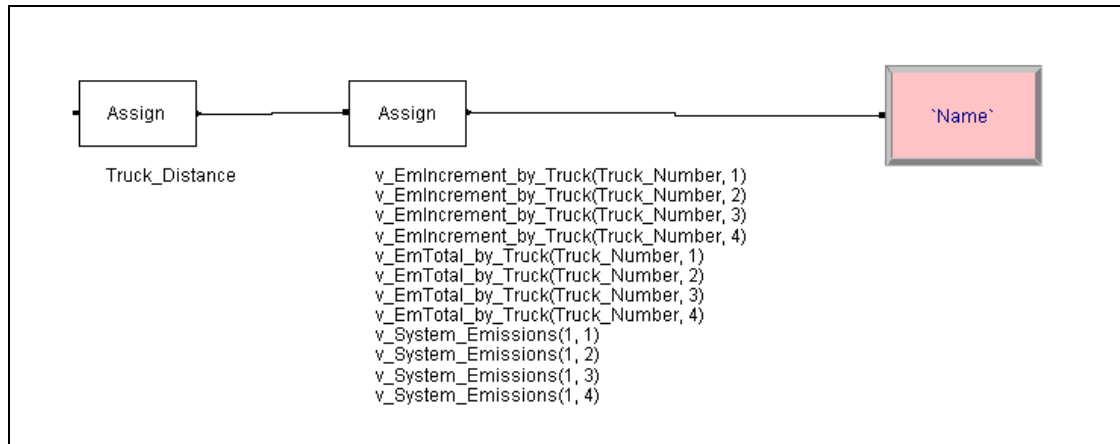 Assign
Assign
`Name`
Truck_Distance
v_EmIncrement_by_Truck(Truck_Number, 1)
v_EmIncrement_by_Truck(Truck_Number, 2)
v_EmIncrement_by_Truck(Truck_Number, 3)
v_EmIncrement_by_Truck(Truck_Number, 4)
v_EmTotal_by_Truck(Truck_Number, 1)
v_EmTotal_by_Truck(Truck_Number, 2)
v_EmTotal_by_Truck(Truck_Number, 3)
v_EmTotal_by_Truck(Truck_Number, 4)
v_System_Emissions(1, 1)
v_System_Emissions(1, 2)
v_System_Emissions(1, 3)
v_System_Emissions(1, 4)